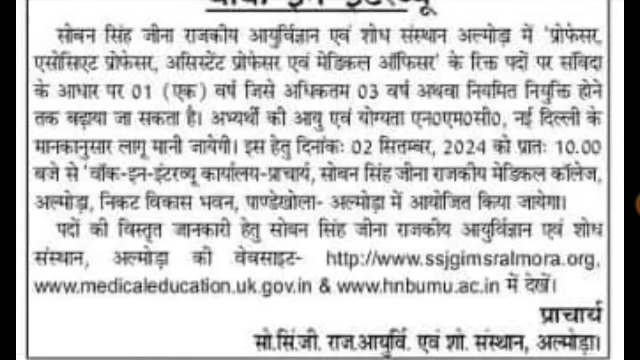 वॉक-इन-इंटरव्यू
सोबन सिंह जीना राजकीय आयुर्विज्ञान एवं शोध संस्थान अल्मोड़ा में 'प्रोफेसर,
एसोसिएट प्रोफेसर, असिस्टेंट प्रोफेसर एवं मेडिकल ऑफिसर' के रिक्त पदों पर संविदा
के आधार पर 01 (एक) वर्ष जिसे अधिकतम 03 वर्ष अथवा नियमित नियुक्ति होने
तक बढ़ाया जा सकता है। अभ्यर्थी की आयु एवं योग्यता एन0एम0सी0, नई दिल्ली के
मानकानुसार लागू मानी जायेगी। इस हेतु दिनांकः 02 सितम्बर, 2024 को प्रातः 10.00
बजे से 'वॉक-इन-इंटरव्यू कार्यालय-प्राचार्य, सोबन सिंह जीना राजकीय मेडिकल कॉलेज,
अल्मोड़ा, निकट विकास भवन, पाण्डेखोला- अल्मोड़ा में आयोजित किया जायेगा।
पदों की विस्तृत जानकारी हेतु सोबन सिंह जीना राजकीय आयुर्विज्ञान एवं शोध
संस्थान, अल्मोड़ा की वेबसाइट- http://www.ssjgimsralmora.org,
www.medicaleducation.uk.gov.in & www.hnbumu.ac.in में देखें।
प्राचार्य
सो.सिं.जी. राज.आयुर्वि. एवं शो. संस्थान, अल्मोड़ा।